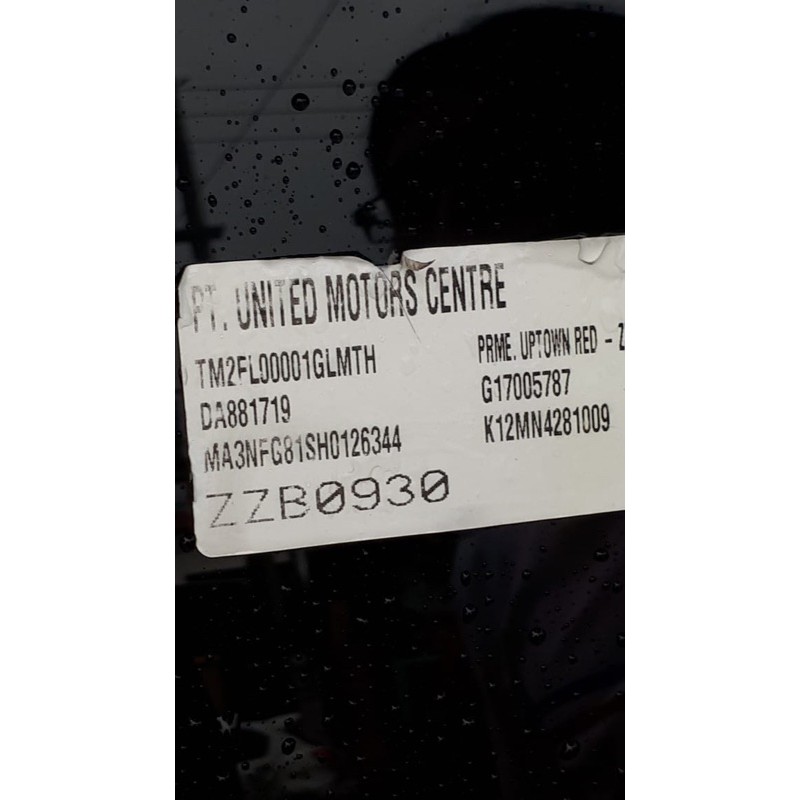 PT. UNITED MOTORS CENTRE
TM2FL00001GLMTH PRME. UPTOWN RED -
DA881719 G17005787
MA3NFG81SH0126344 K12MN4281009
ZZB0930